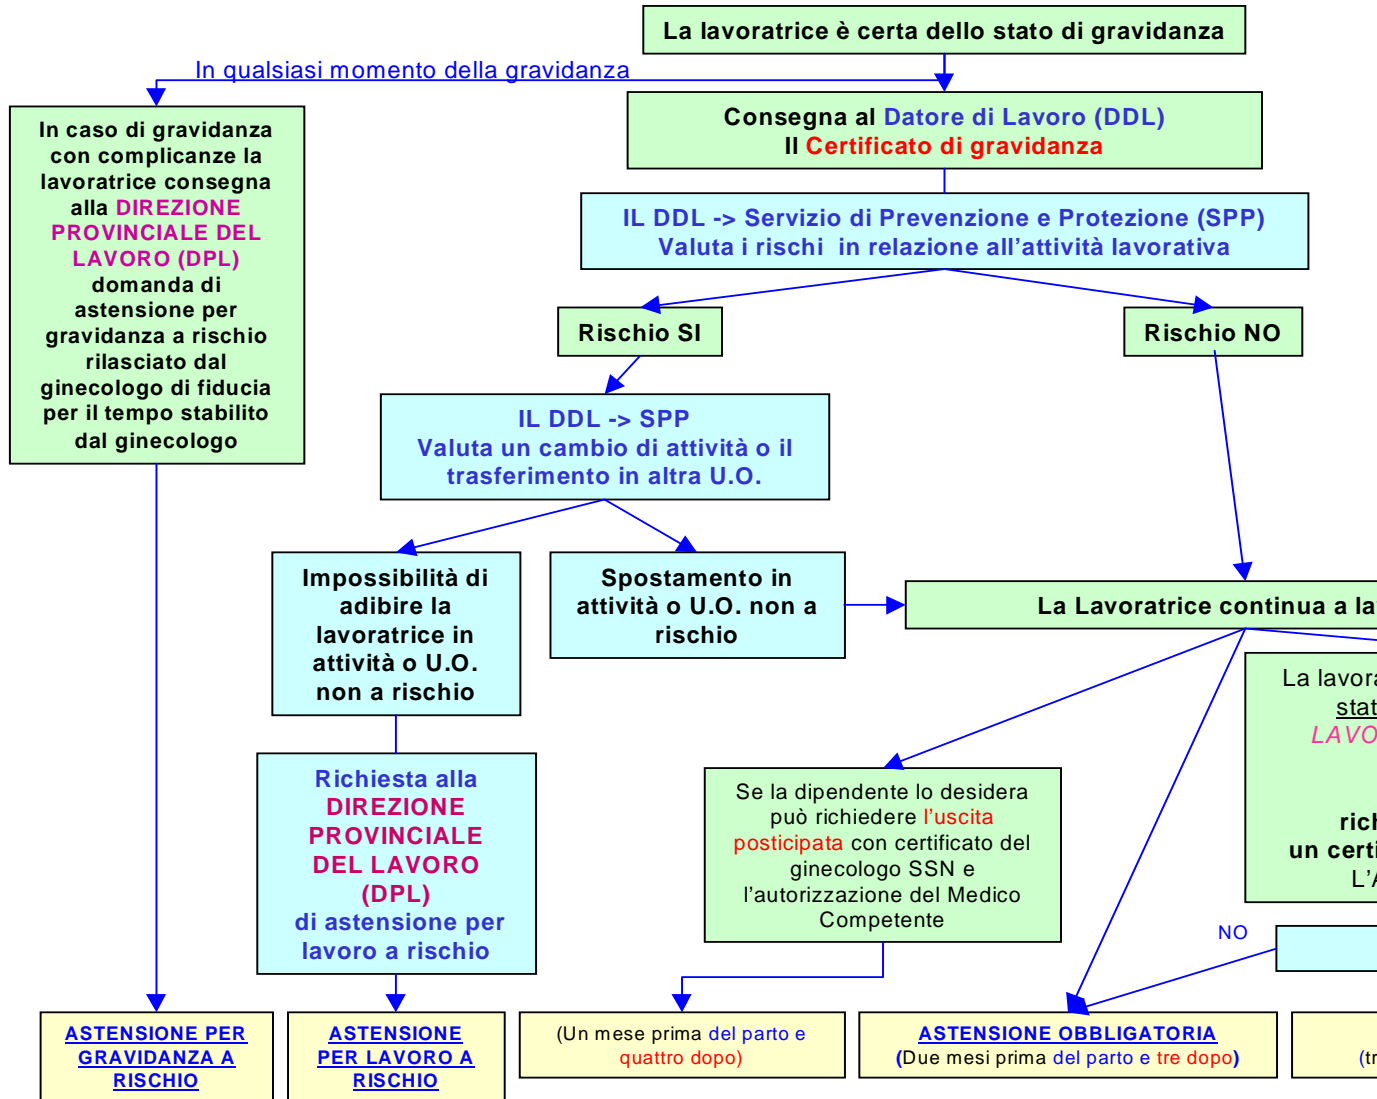 La lavoratrice è certa dello stato di gravidanza
In qualsiasi momento della gravidanza
In caso di gravidanza
con complicanze la
lavoratrice consegna
alla DIREZIONE
PROVINCIALE DEL
LAVORO (DPL)
domanda di
astensione per
gravidanza a rischio
rilasciato dal
ginecologo di fiducia
per il tempo stabilito
dal ginecologo
Consegna al Datore di Lavoro (DDL)
Il Certificato di gravidanza
IL DDL -> Servizio di Prevenzione e Protezione (SPP)
Valuta i rischi in relazione all'attività lavorativa
Rischio SI
Rischio NO
IL DDL -> SPP
Valuta un cambio di attività o il
trasferimento in altra U.O.
Impossibilità di
adibire la
lavoratrice in
attività o U.O.
non a rischio
Spostamento in
attività o U.O. non a
rischio
La Lavoratrice continua a
Richiesta alla
DIREZIONE
PROVINCIALE
DEL LAVORO
(DPL)
di astensione per
lavoro a rischio
Se la dipendente lo desidera
può richiedere l'uscita
posticipata con certificato del
ginecologo SSN e
l'autorizzazione del Medico
Competente
La
un
NO
ASTENSIONE PER
GRAVIDANZA A
RISCHIO
ASTENSIONE
PER LAVORO A
RISCHIO
(Un mese prima del parto e
quattro dopo)
ASTENSIONE OBBLIGATORIA
(Due mesi prima del parto e tre dopo)